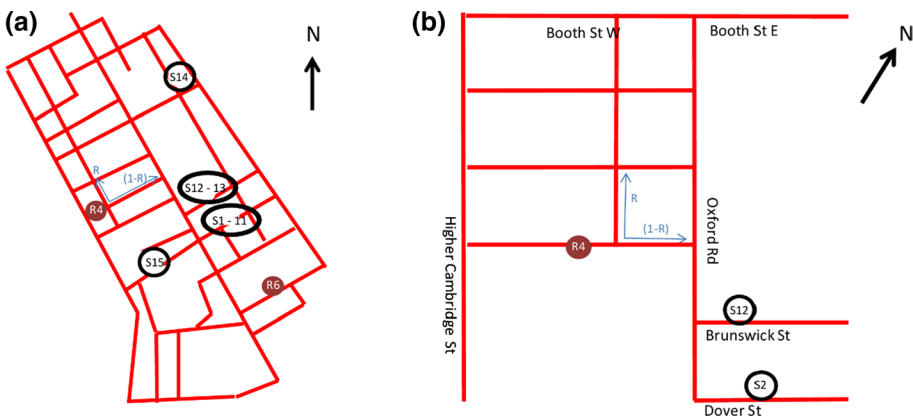 (a)
N
S14
R
(1-R)
S12 - 13
R4
S1 - 11
S15
R6
(b)
Booth St W
Booth St E
N
R
(1-R)
Oxford Rd
Higher Cambridge St
R4
S12
Brunswick St
S2
Dover St